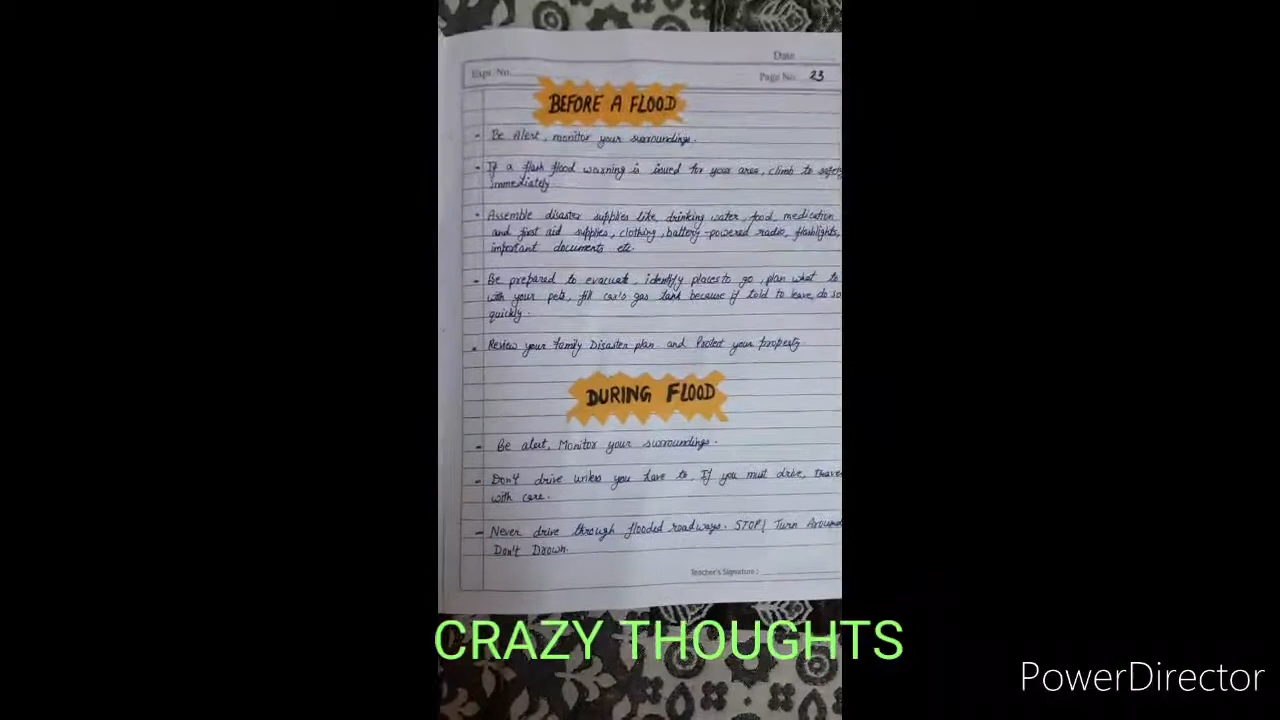 Date
Expt. No.
Page No. 23
BEFORE A FLOOD
- Be Alert, monitor your surroundings.
- If a flash flood warning is issued for your area, climb to safety
immediately
- Assemble disaster supplies like, drinking water, food, medication
and first aid supplies, clothing, battery-powered radio, flashlights,
important documents etc.
- Be prepared to evacuate, identify places to go, plan what to
with your pets, fill car's gas tank because if told to leave, do so
quickly.
- Review your family Disaster plan and Protect your property
DURING FLOOD
- Be alert, Monitor your surroundings.
- Don't drive unless you have to, If you must drive, Travel
with care.
- Never drive through flooded roadways. STOP! Turn Around
Don't Drown.
Teacher's Signature :
CRAZY THOUGHTS
PowerDirector